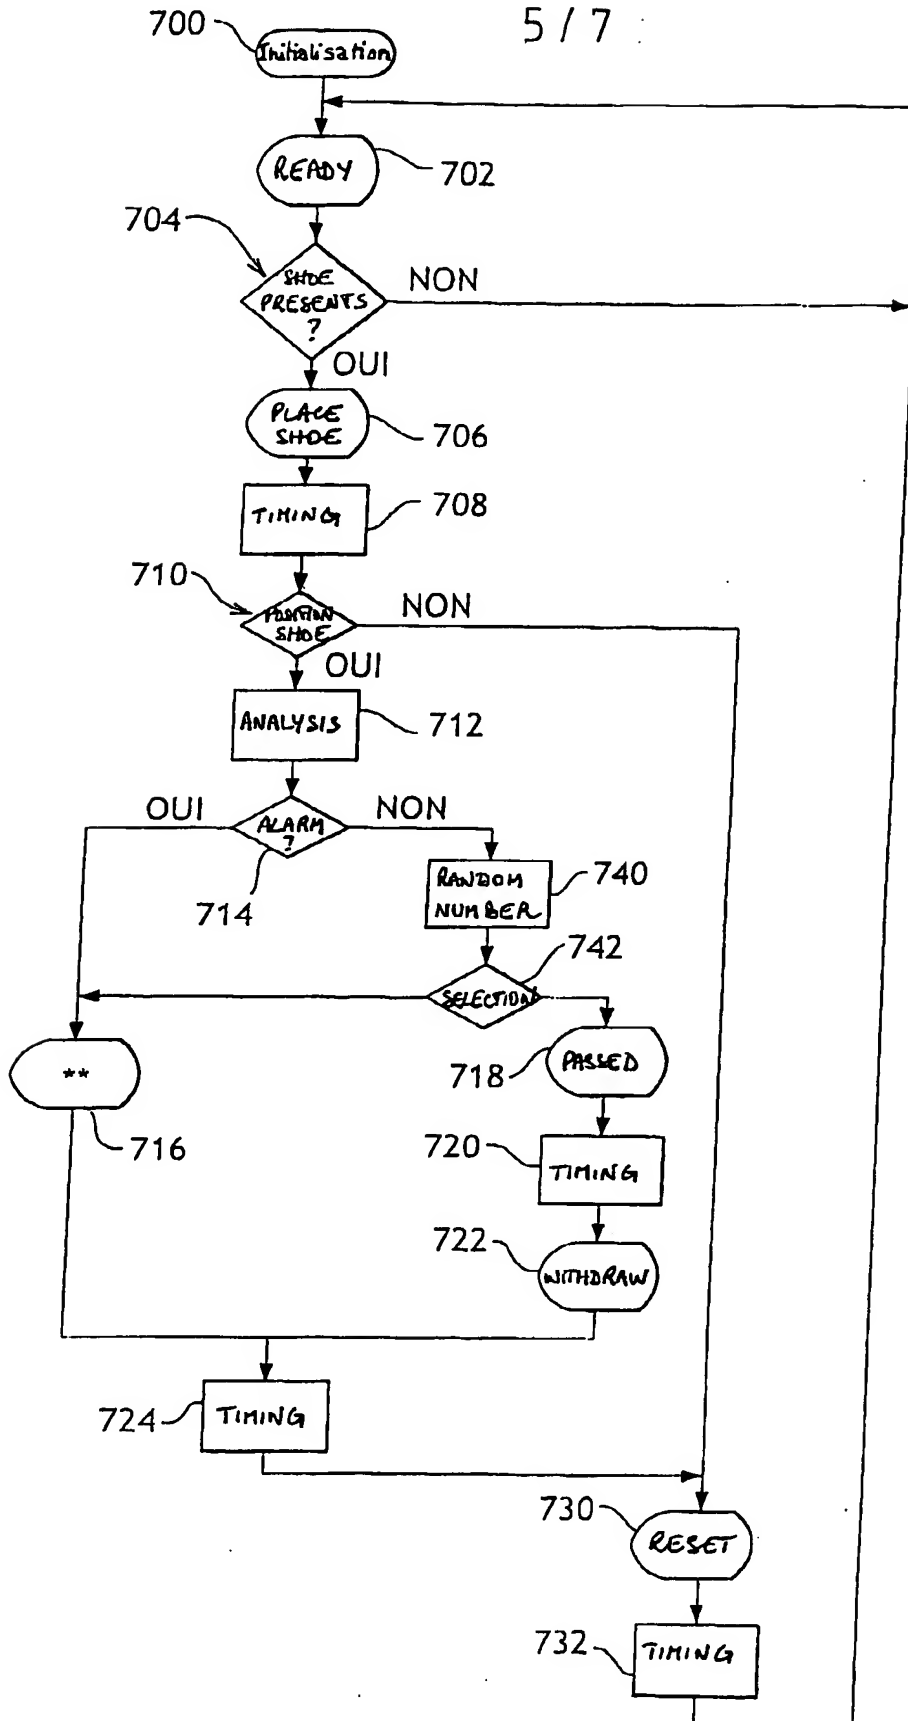 5/7
700
Initialisation
READY
702
704
SHOE
PRESENTS
?
NON
OUI
PLACE
SHOE
706
TIMING
708
710
POSITION
SHOE
NON
OUI
ANALYSIS
712
OUI
ALARM
?
NON
714
RANDOM
NUMBER
740
742
SELECTION
**
716
PASSED
718
720
TIMING
722
WITHDRAW
724
TIMING
730
RESET
732
TIMING